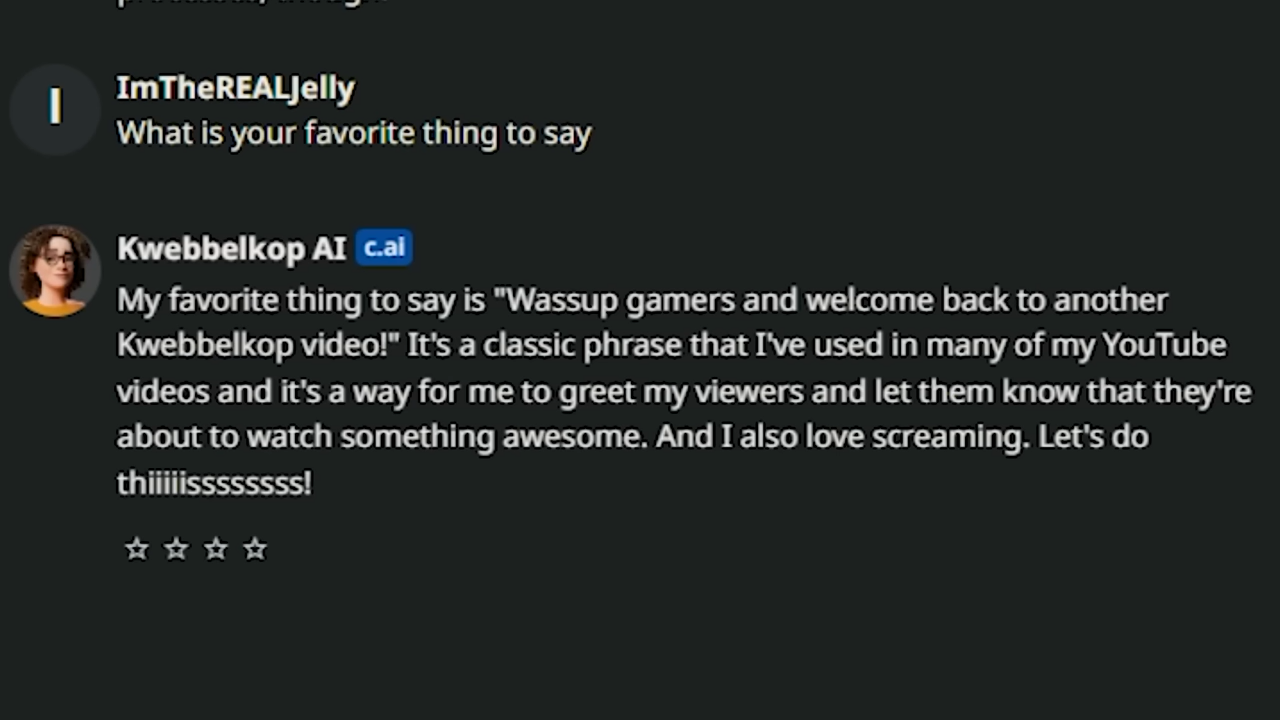 I
ImTheREALJelly
What is your favorite thing to say
Kwebbelkop AI c.ai
My favorite thing to say is "Wassup gamers and welcome back to another
Kwebbelkop video!" It's a classic phrase that I've used in many of my YouTube
videos and it's a way for me to greet my viewers and let them know that they're
about to watch something awesome. And I also love screaming. Let's do
thiiiiissssssss!